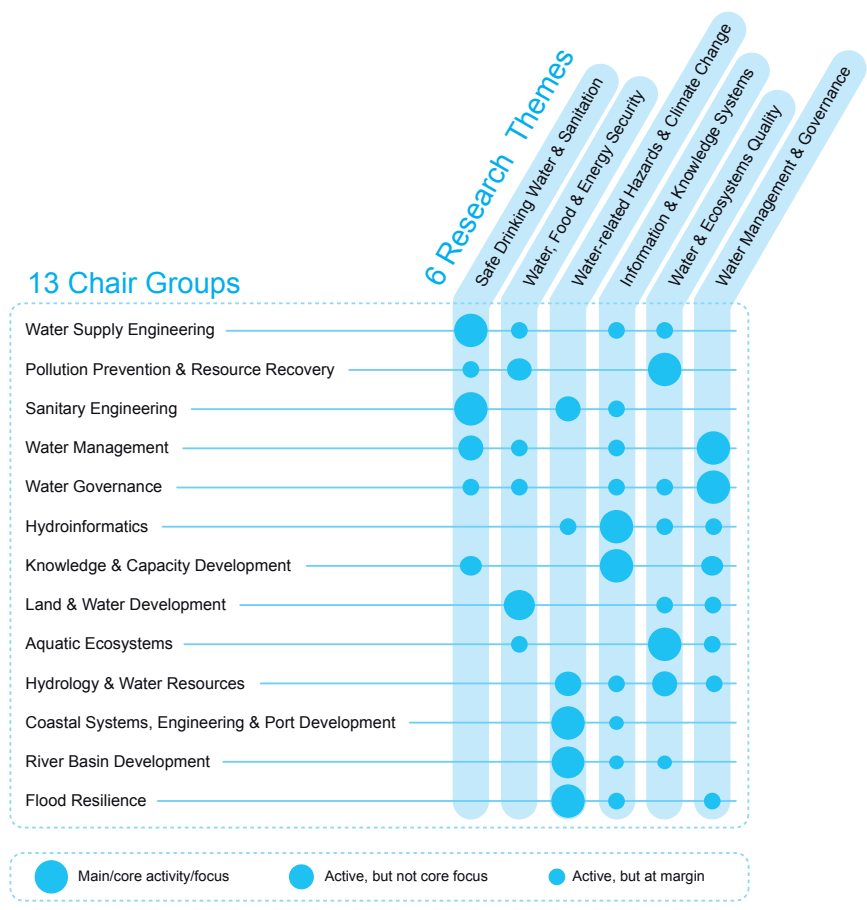 6 Research Themes
Safe Drinking Water & Sanitation
Water, Food & Energy Security
Water-related Hazards & Climate Change
Information & Knowledge Systems
Water & Ecosystems Quality
Water Management & Governance
13 Chair Groups
Water Supply Engineering
Pollution Prevention & Resource Recovery
Sanitary Engineering
Water Management
Water Governance
Hydroinformatics
Knowledge & Capacity Development
Land & Water Development
Aquatic Ecosystems
Hydrology & Water Resources
Coastal Systems, Engineering & Port Development
River Basin Development
Flood Resilience
Main/core activity/focus
Active, but not core focus
Active, but at margin